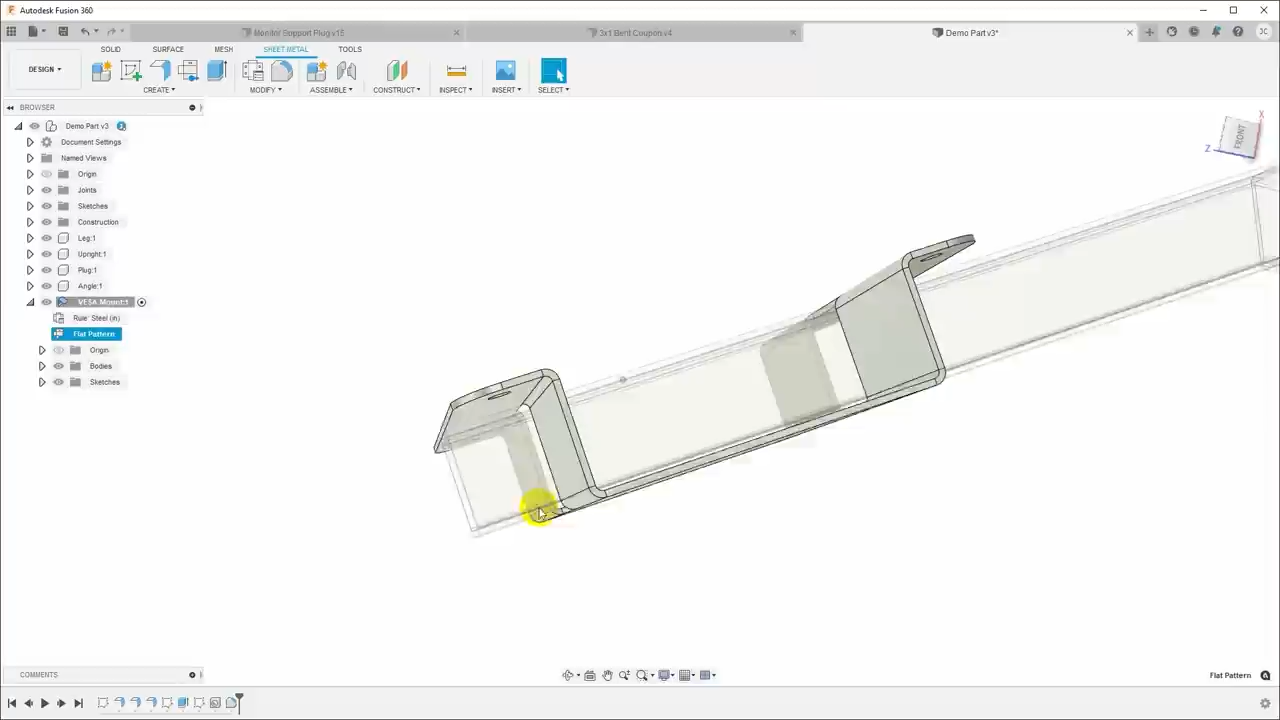 Autodesk Fusion 360
Monitor Support Plug v15
3x1 Bent Coupon v4
Demo Part v3*
DESIGN
SOLID
SURFACE
MESH
SHEET METAL
TOOLS
CREATE
MODIFY
ASSEMBLE
CONSTRUCT
INSPECT
INSERT
SELECT
BROWSER
Demo Part v3
Document Settings
Named Views
Origin
Joints
Sketches
Construction
Leg:1
Upright:1
Plug:1
Angle:1
VESA Mount:1
Rule: Steel (in)
Flat Pattern
Origin
Bodies
Sketches
X
Z
FRONT
COMMENTS
Flat Pattern